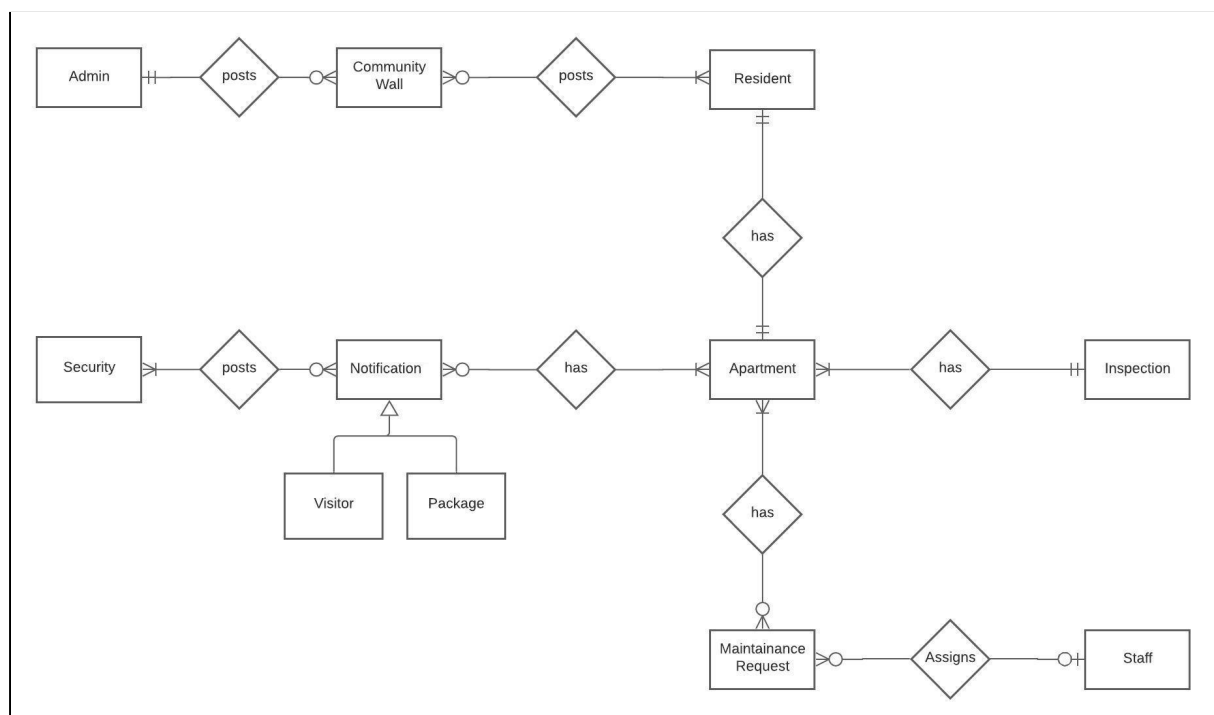 Admin
posts
Community
Wall
posts
Resident
has
Security
posts
Notification
has
Apartment
has
Inspection
Visitor
Package
has
Maintainance
Request
Assigns
Staff